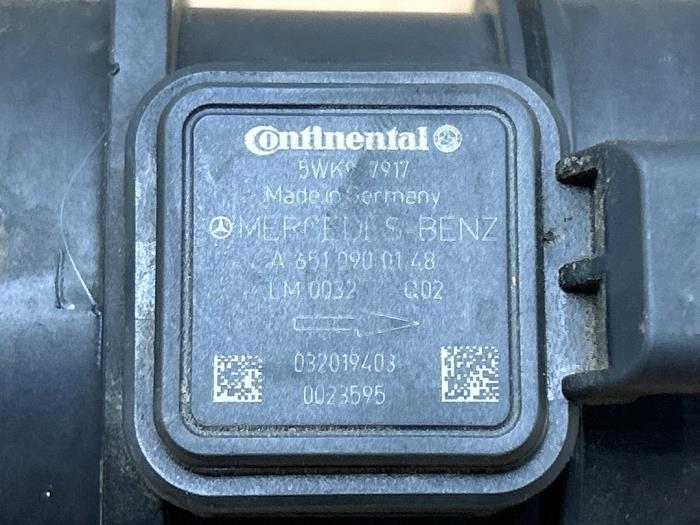 Continental
5WK9 7917
Made in Germany
MERCEDES-BENZ
A 651 090 01 48
LM 0032 Q02
032019403
0023595